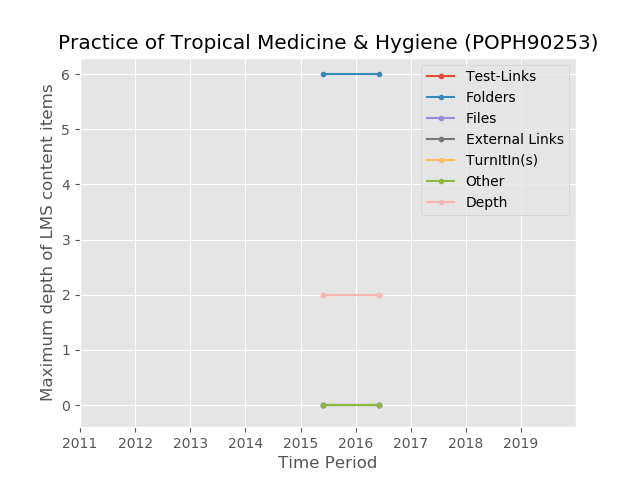 Practice of Tropical Medicine & Hygiene (POPH90253)
Maximum depth of LMS content items
6
5
4
3
2
1
0
Test-Links
Folders
Files
External Links
TurnItIn(s)
Other
Depth
2011 2012 2013 2014 2015 2016 2017 2018 2019
Time Period